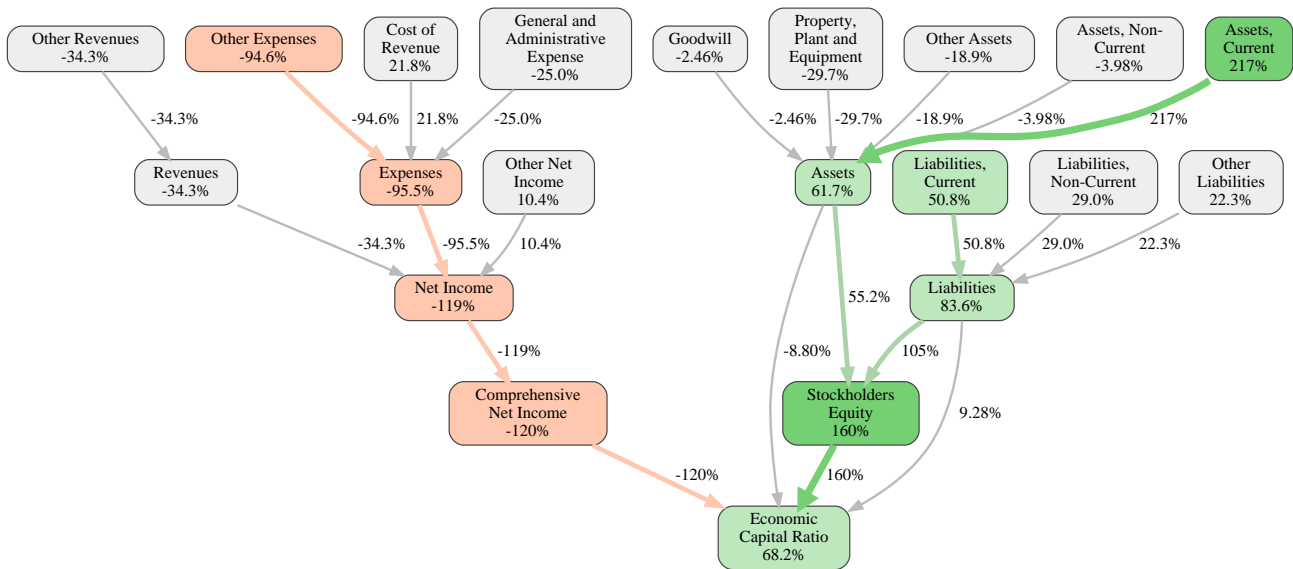 Other Revenues
-34.3%
Other Expenses
-94.6%
Cost of
Revenue
21.8%
General and
Administrative
Expense
-25.0%
Goodwill
-2.46%
Property,
Plant and
Equipment
-29.7%
Other Assets
-18.9%
Assets, Non-
Current
-3.98%
Assets,
Current
217%
-34.3%
-94.6%
21.8%
-25.0%
-2.46%
-29.7%
-18.9%
-3.98%
217%
Revenues
-34.3%
Expenses
-95.5%
Other Net
Income
10.4%
Assets
61.7%
Liabilities,
Current
50.8%
Liabilities,
Non-Current
29.0%
Other
Liabilities
22.3%
-34.3%
-95.5%
10.4%
50.8%
29.0%
22.3%
Net Income
-119%
55.2%
Liabilities
83.6%
-119%
-8.80%
105%
Comprehensive
Net Income
-120%
Stockholders
Equity
160%
9.28%
-120%
160%
Economic
Capital Ratio
68.2%